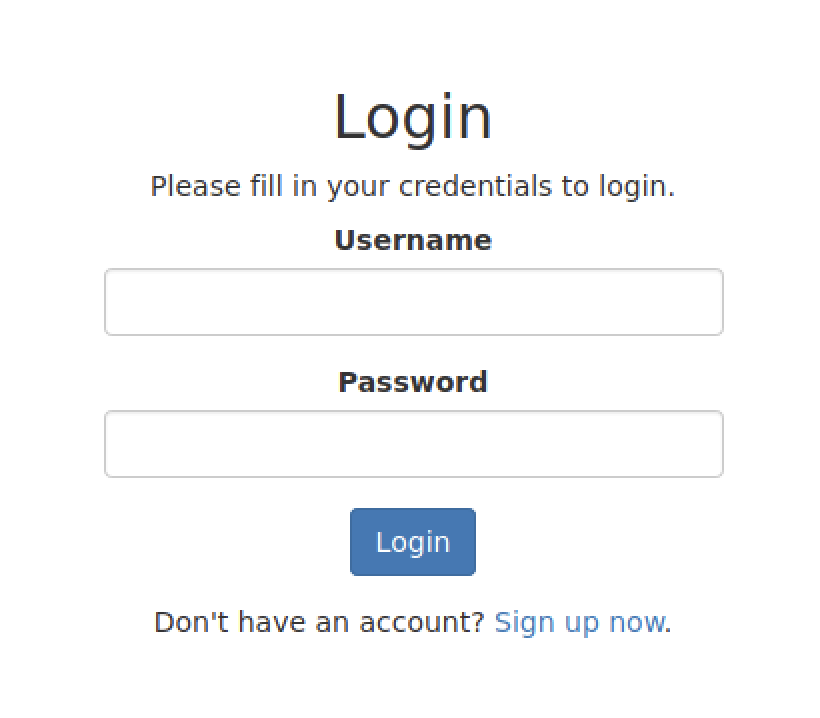 Login
Please fill in your credentials to login.
Username
Password
Login
Don't have an account? Sign up now.